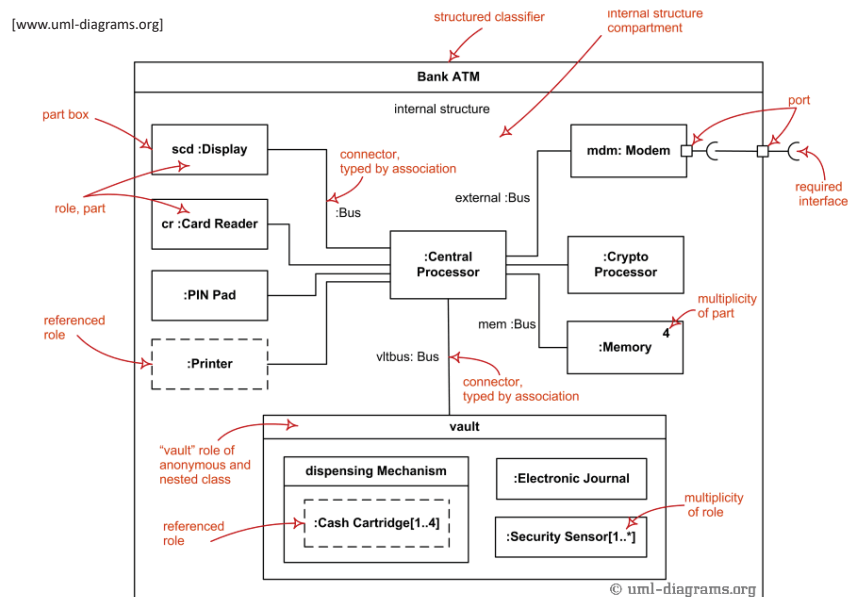 [www.uml-diagrams.org]
structured classifier
internal structure
compartment
Bank ATM
internal structure
part box
port
scd :Display
mdm: Modem
connector,
typed by association
:Bus
external :Bus
required
interface
role, part
cr :Card Reader
:Central
Processor
:Crypto
Processor
:PIN Pad
multiplicity
of part
referenced
role
:Printer
mem :Bus
4
:Memory
vltbus: Bus
connector,
typed by association
vault
"vault" role of
anonymous and
nested class
dispensing Mechanism
:Electronic Journal
referenced
role
:Cash Cartridge[1..4]
multiplicity
of role
:Security Sensor[1..*]
© uml-diagrams.org